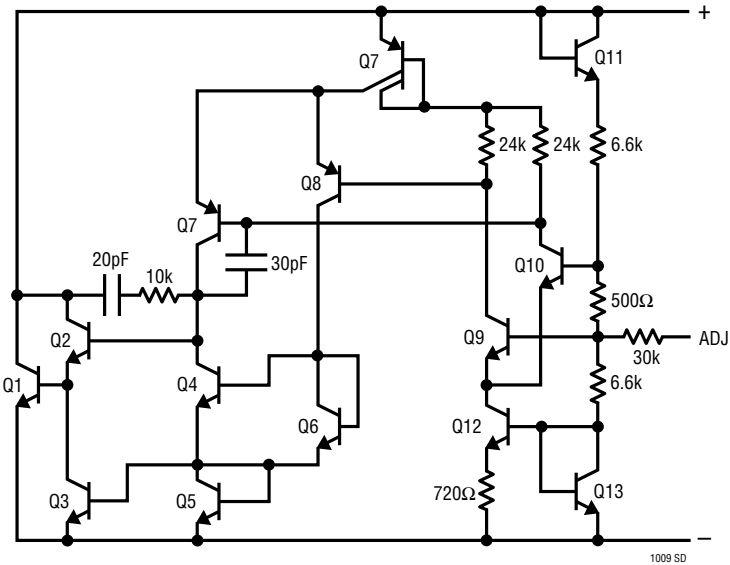 +
Q7
Q11
24k
24k
6.6k
Q8
Q7
20pF
10k
30pF
Q10
500Ω
Q2
Q9
ADJ
30k
Q1
Q4
6.6k
Q6
Q12
Q3
Q5
720Ω
Q13
–
1009 SD